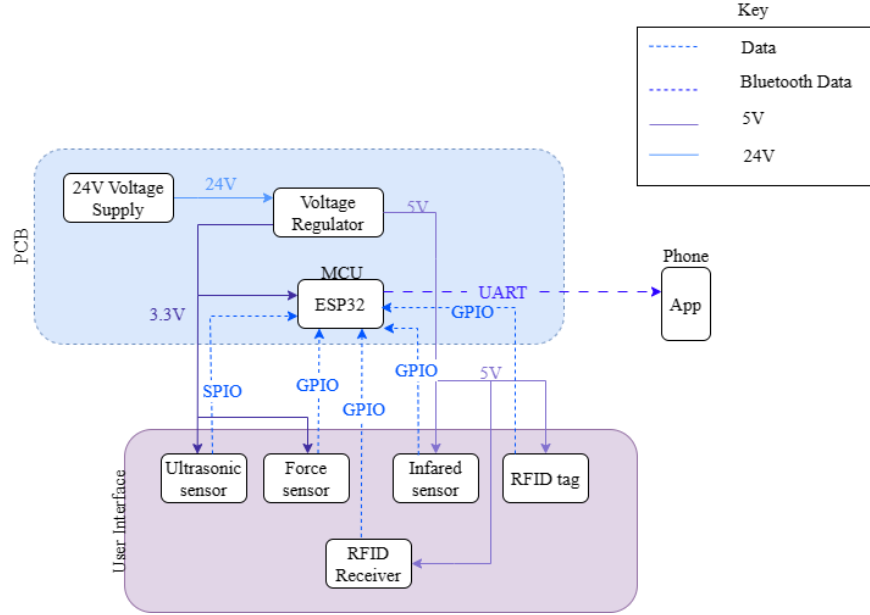 Key
Data
Bluetooth Data
5V
24V
PCB
24V Voltage
Supply
24V
Voltage
Regulator
5V
MCU
ESP32
3.3V
UART
GPIO
Phone
App
SPIO
GPIO
GPIO
GPIO
5V
User Interface
Ultrasonic
sensor
Force
sensor
Infared
sensor
RFID tag
RFID
Receiver